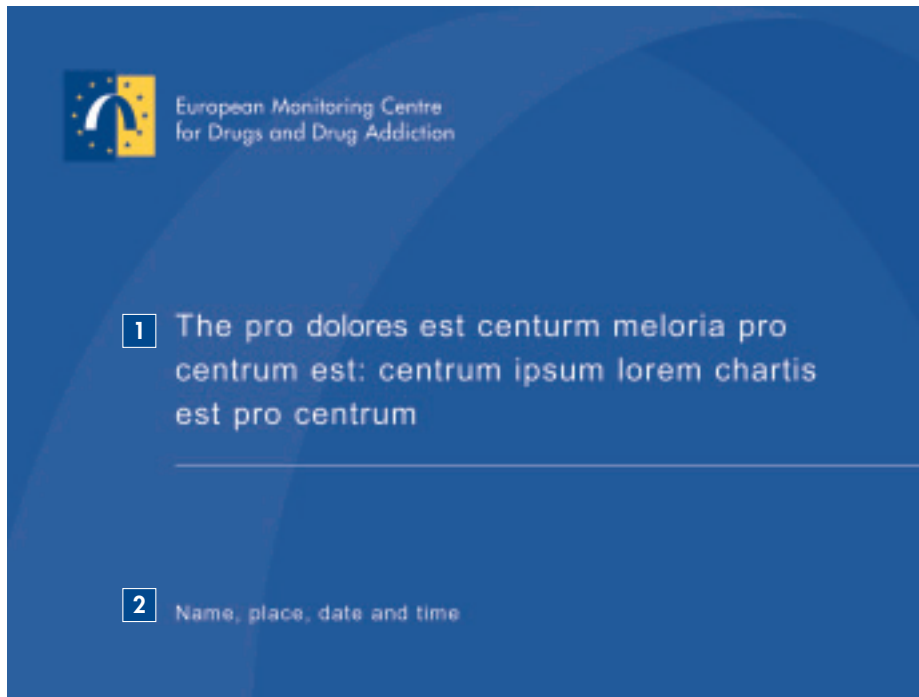 European Monitoring Centre
for Drugs and Drug Addiction
1 The pro dolores est centurm meloria pro
centrum est: centrum ipsum lorem chartis
est pro centrum
2 Name, place, date and time